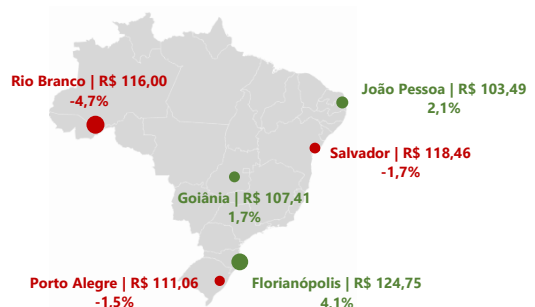 Rio Branco | R$ 116,00
-4,7%
João Pessoa | R$ 103,49
2,1%
Salvador | R$ 118,46
-1,7%
Goiânia | R$ 107,41
1,7%
Porto Alegre | R$ 111,06
-1,5%
Florianópolis | R$ 124,75
4,1%